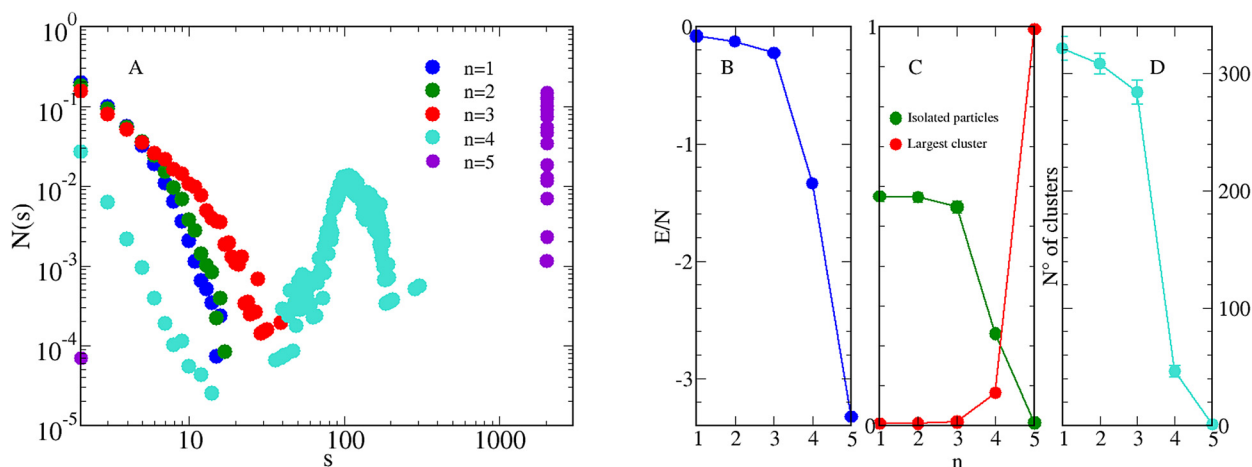 A
n=1
n=2
n=3
n=4
n=5
10^0
10^-1
10^-2
10^-3
10^-4
10^-5
N(s)
10 100 1000
s
B
0
-1
-2
-3
E/N
1 2 3 4 5
C
1
0
Isolated particles
Largest cluster
1 2 3 4 5
n
D
N° of clusters
300
200
100
0
1 2 3 4 5